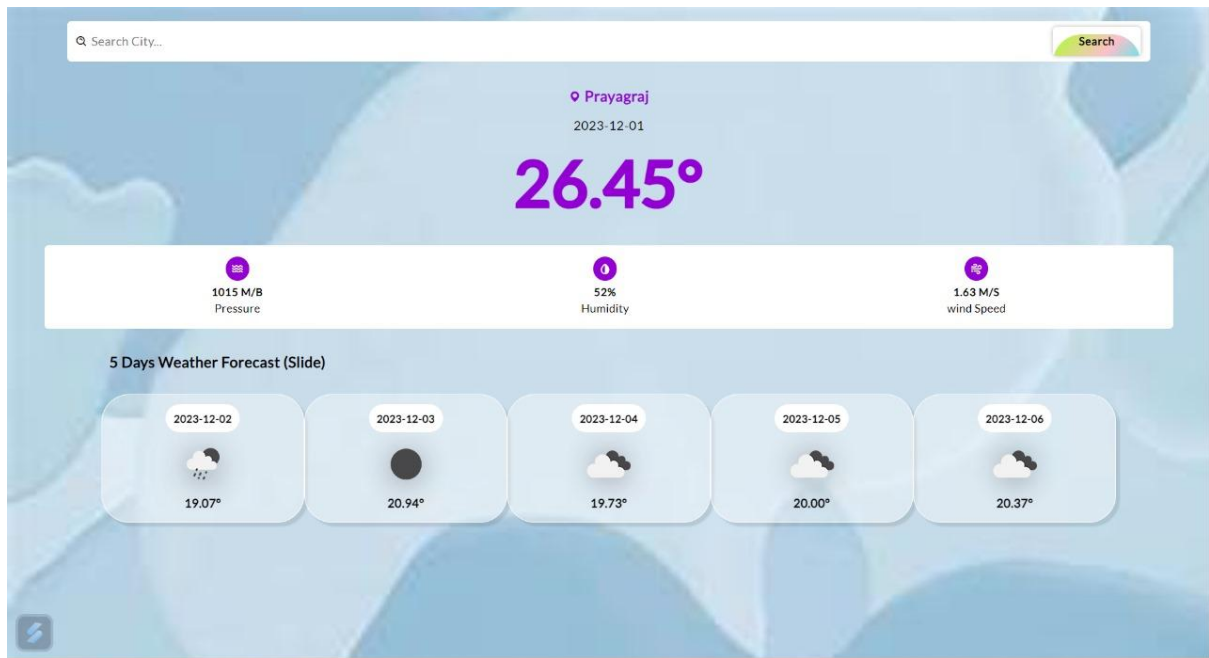 Search City...
Search
Prayagraj
2023-12-01
26.45°
1015 M/B
Pressure
52%
Humidity
1.63 M/S
wind Speed
5 Days Weather Forecast (Slide)
2023-12-02
19.07°
2023-12-03
20.94°
2023-12-04
19.73°
2023-12-05
20.00°
2023-12-06
20.37°